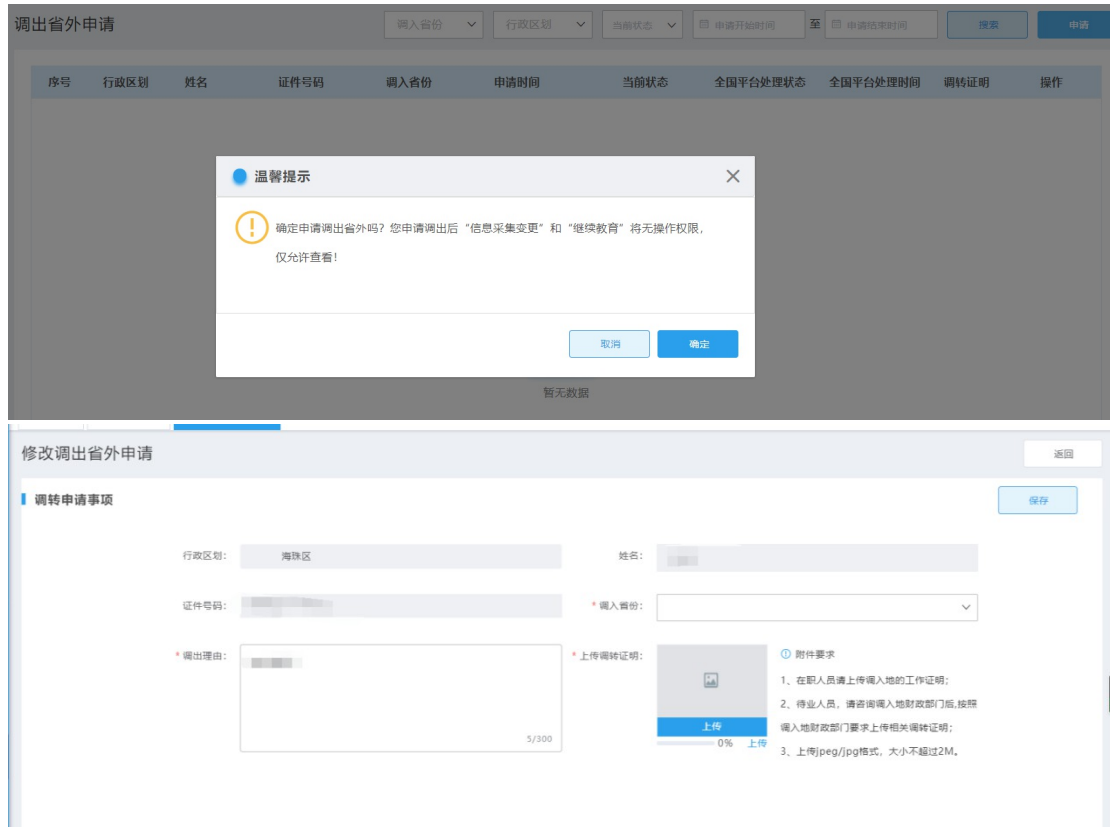 调出省外申请
调入省份 行政区划 当前状态 申请开始时间 至 申请结束时间 搜索 申请
序号 行政区划 姓名 证件号码 调入省份 申请时间 当前状态 全国平台处理状态 全国平台处理时间 调转证明 操作
温馨提示
确定申请调出省外吗?您申请调出后“信息采集变更”和“继续教育”将无操作权限,
仅允许查看!
取消 确定
暂无数据
修改调出省外申请 返回
调转申请事项 保存
行政区划: 海珠区 姓名:
证件号码: * 调入省份:
* 调出理由: * 上传调转证明: 附件要求
1、在职人员请上传调入地的工作证明;
2、待业人员,请咨询调入地财政部门后,按照
上传 调入地财政部门要求上传相关调转证明;
5/300 0% 上传 3、上传jpeg/jpg格式,大小不超过2M。